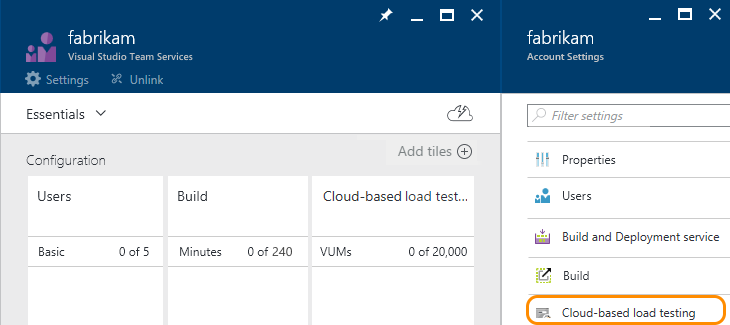 fabrikam
Visual Studio Team Services
Settings Unlink
Essentials
Add tiles
Configuration
Users Build Cloud-based load test...
Basic 0 of 5 Minutes 0 of 240 VUMs 0 of 20,000
fabrikam
Account Settings
Filter settings
Properties
Users
Build and Deployment service
Build
Cloud-based load testing